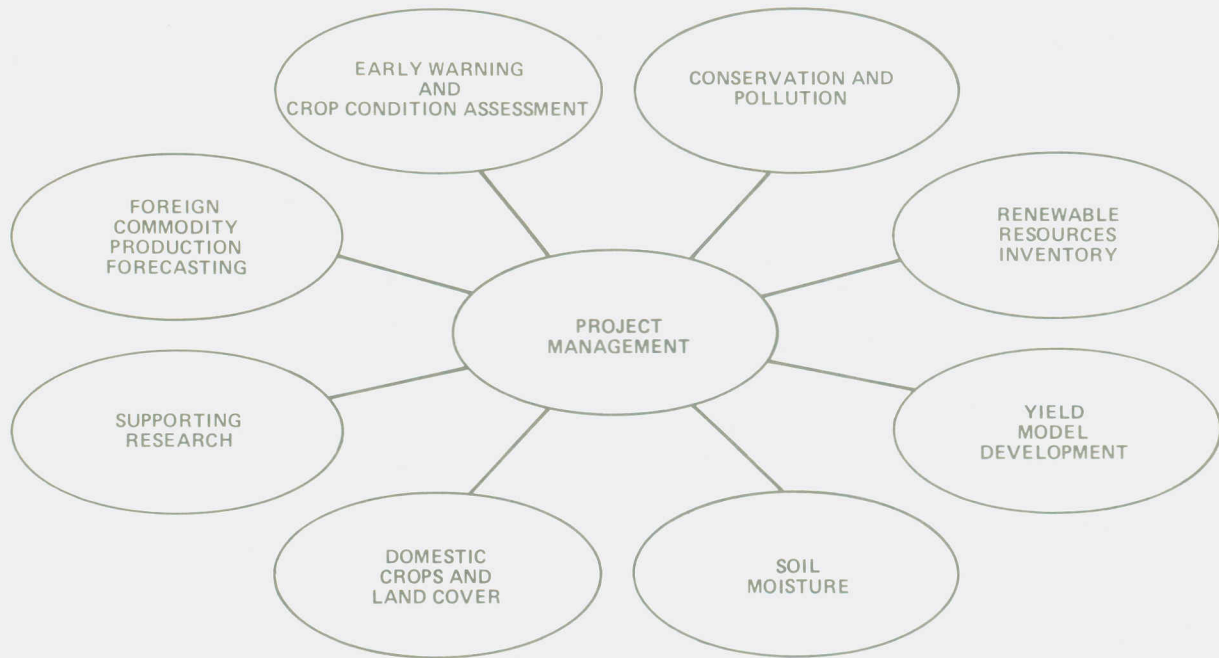 EARLY WARNING
AND
CROP CONDITION ASSESSMENT
CONSERVATION AND
POLLUTION
FOREIGN
COMMODITY
PRODUCTION
FORECASTING
RENEWABLE
RESOURCES
INVENTORY
PROJECT
MANAGEMENT
SUPPORTING
RESEARCH
YIELD
MODEL
DEVELOPMENT
DOMESTIC
CROPS AND
LAND COVER
SOIL
MOISTURE